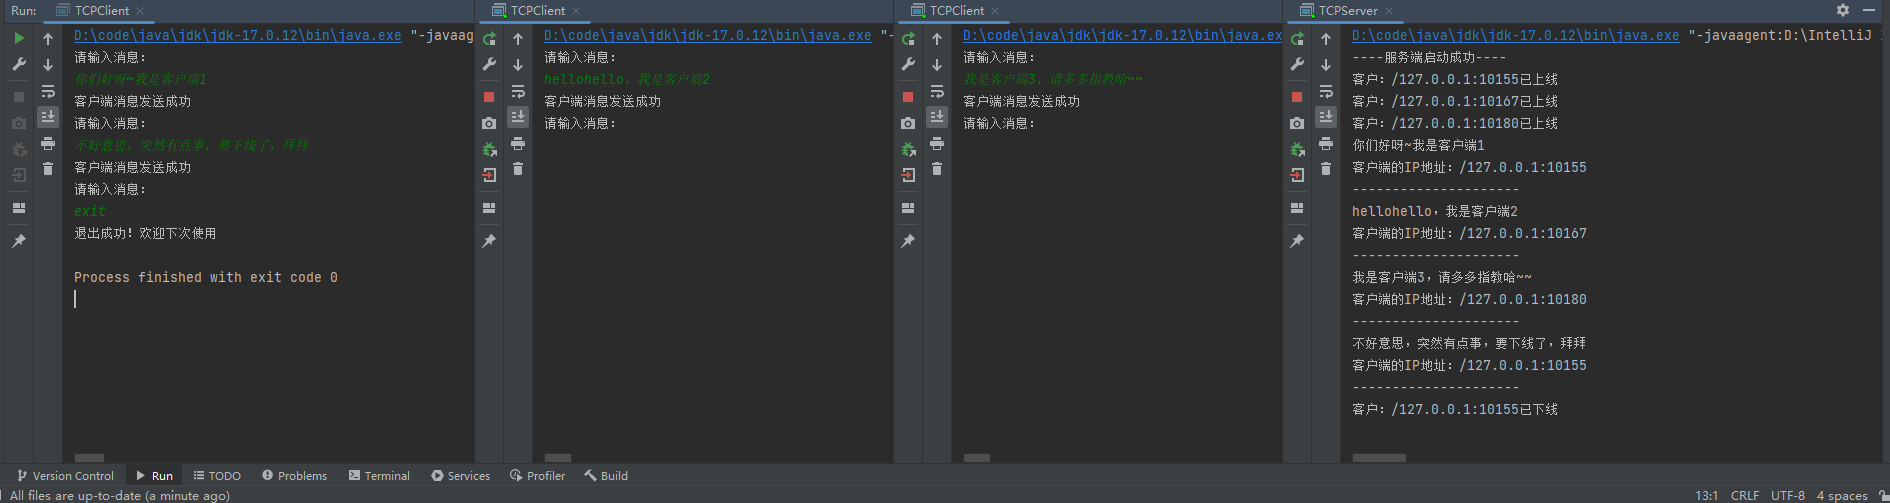 Run:
TCPClient
D:\code\java\jdk\jdk-17.0.12\bin\java.exe "-javaag
请输入消息：
你们好呀~我是客户端1
客户端消息发送成功
请输入消息：
不好意思，突然有点事，要下线了，拜拜
客户端消息发送成功
请输入消息：
exit
退出成功！欢迎下次使用
Process finished with exit code 0
TCPClient
D:\code\java\jdk\jdk-17.0.12\bin\java.exe "-
请输入消息：
hellohello，我是客户端2
客户端消息发送成功
请输入消息：
TCPClient
D:\code\java\jdk\jdk-17.0.12\bin\java.ex
请输入消息：
我是客户端3，请多多指教哈~~
客户端消息发送成功
请输入消息：
TCPServer
D:\code\java\jdk\jdk-17.0.12\bin\java.exe "-javaagent:D:\IntelliJ
----服务端启动成功----
客户：/127.0.0.1:10155已上线
客户：/127.0.0.1:10167已上线
客户：/127.0.0.1:10180已上线
你们好呀~我是客户端1
客户端的IP地址：/127.0.0.1:10155
---------------------
hellohello，我是客户端2
客户端的IP地址：/127.0.0.1:10167
---------------------
我是客户端3，请多多指教哈~~
客户端的IP地址：/127.0.0.1:10180
---------------------
不好意思，突然有点事，要下线了，拜拜
客户端的IP地址：/127.0.0.1:10155
---------------------
客户：/127.0.0.1:10155已下线
Version Control Run TODO Problems Terminal Services Profiler Build
All files are up-to-date (a minute ago) 13:1 CRLF UTF-8 4 spaces